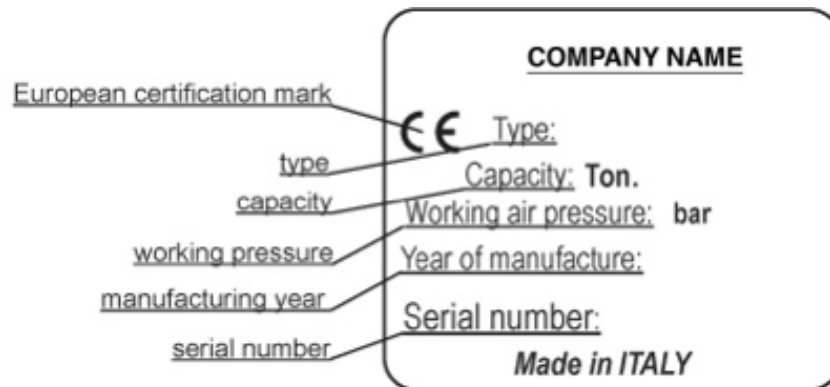 COMPANY NAME
European certification mark
CE Type:
type
Capacity: Ton.
capacity
Working air pressure: bar
working pressure
Year of manufacture:
manufacturing year
Serial number:
serial number
Made in ITALY